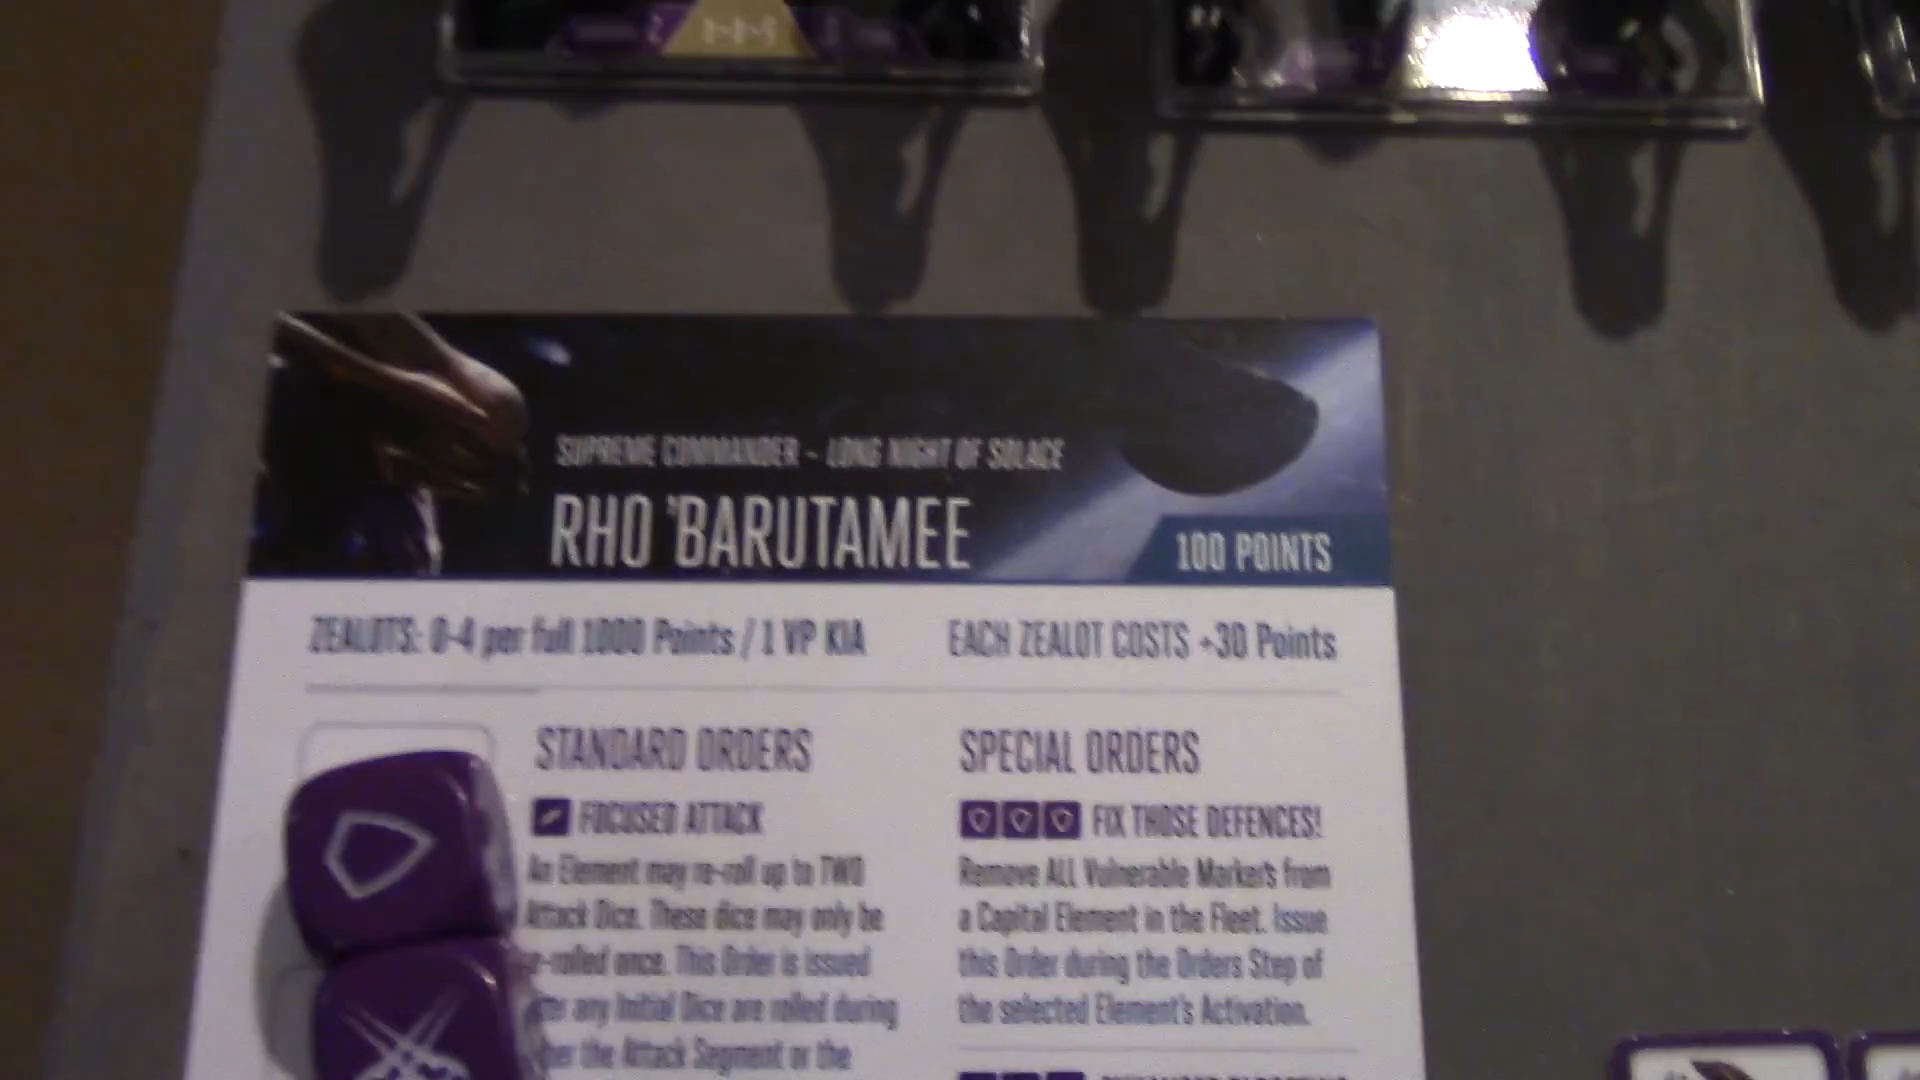 SUPREME COMMANDER - LONG NIGHT OF SOLACE
RHO 'BARUTAMEE
100 POINTS
ZEALOTS: 0-4 per full 1000 Points / 1 VP KIA
EACH ZEALOT COSTS +30 Points
STANDARD ORDERS
FOCUSED ATTACK
An Element may re-roll up to TWO
Attack Dice. These dice may only be
e-rolled once. This Order is issued
ter any Initial Dice are rolled during
her the Attack Segment or the
SPECIAL ORDERS
FIX THOSE DEFENCES!
Remove ALL Vulnerable Markers from
a Capital Element in the Fleet. Issue
this Order during the Orders Step of
the selected Element's Activation.